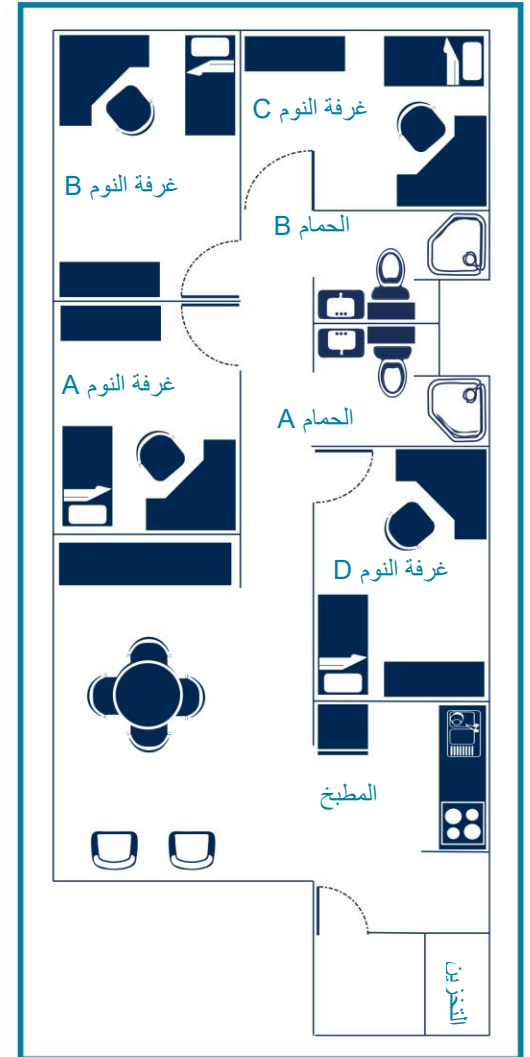 غرفة النوم C
غرفة النوم B
الحمام B
غرفة النوم A
الحمام A
غرفة النوم D
المطبخ
التخزين